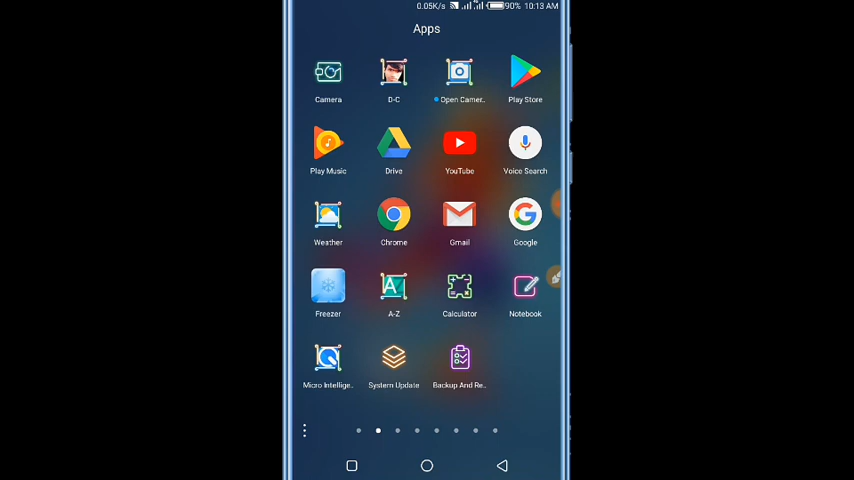 0.05K/s 90% 10:13 AM
Apps
Camera D-C Open Camer.. Play Store
Play Music Drive YouTube Voice Search
Weather Chrome Gmail Google
Freezer A-Z Calculator Notebook
Micro Intellige.. System Update Backup And Re..